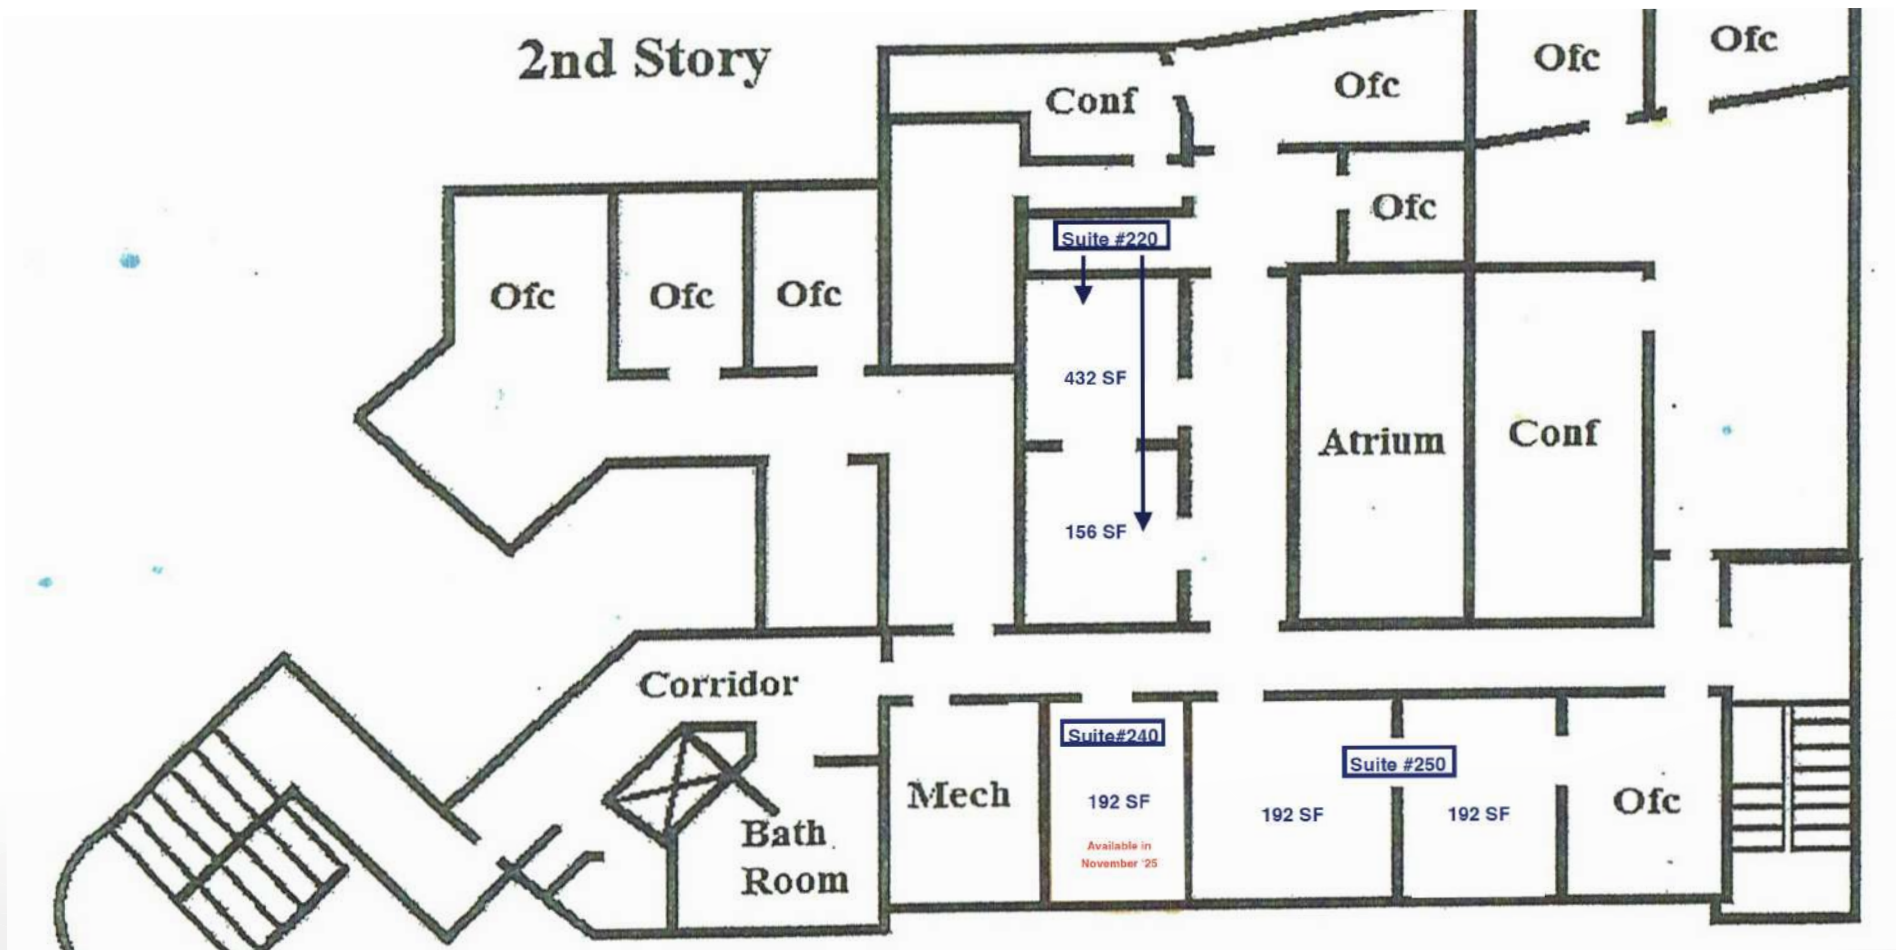 2nd Story
Ofc
Ofc
Ofc
Conf
Ofc
Suite #220
Ofc
Ofc
Ofc
432 SF
Atrium
Conf
156 SF
Corridor
Suite#240
Suite #250
Mech
192 SF
192 SF
192 SF
Ofc
Available in
November '25
Bath
Room